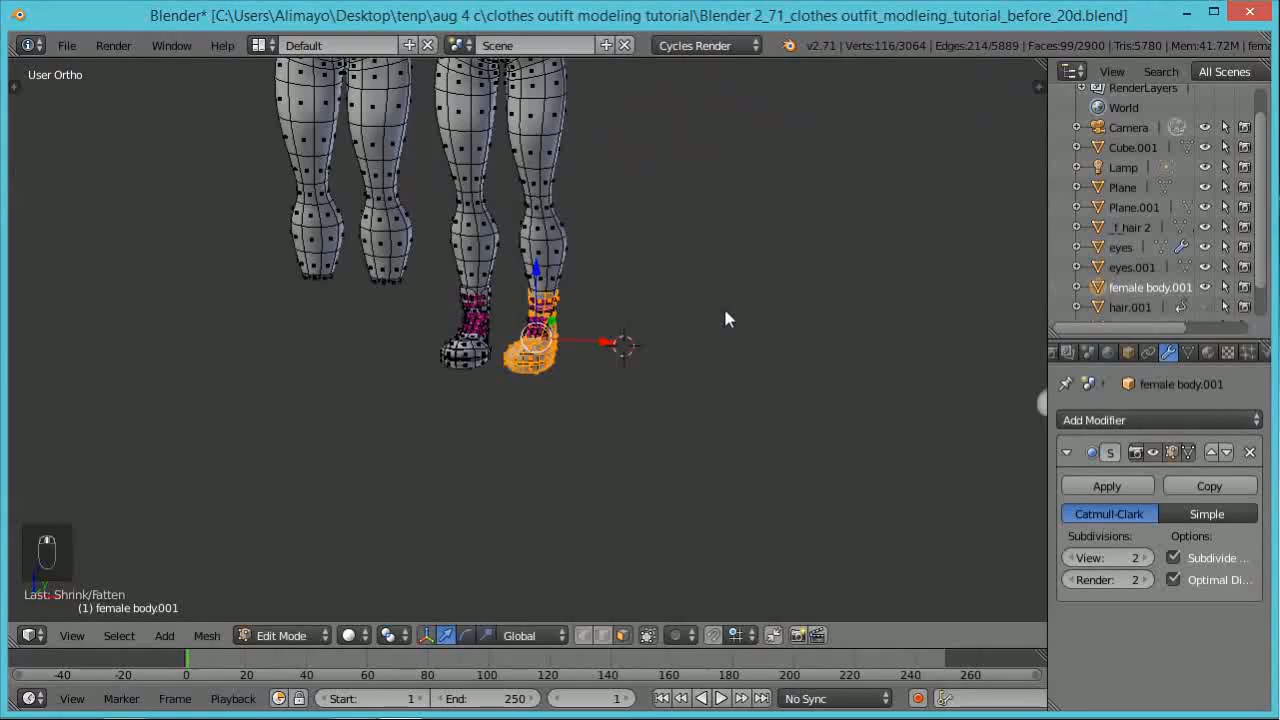 Blender* [C:\Users\Alimayo\Desktop\tenp\aug 4 c\clothes outift modeling tutorial\Blender 2_71_clothes outfit_modleing_tutorial_before_20d.blend]
File Render Window Help Default Scene Cycles Render v2.71 | Verts:116/3064 | Edges:214/5889 | Faces:99/2900 | Tris:5780 | Mem:41.72M | fema
User Ortho
View Search All Scenes
RenderLayers
World
Camera
Cube.001
Lamp
Plane
Plane.001
_f_hair 2
eyes
eyes.001
female body.001
hair.001
female body.001
Add Modifier
S
Apply Copy
Catmull-Clark Simple
Subdivisions: Options:
View: 2 Subdivide ...
Render: 2 Optimal Di...
Last: Shrink/Fatten
(1) female body.001
View Select Add Mesh Edit Mode Global
-40 -20 0 20 40 60 80 100 120 140 160 180 200 220 240 260
View Marker Frame Playback Start: 1 End: 250 1 No Sync